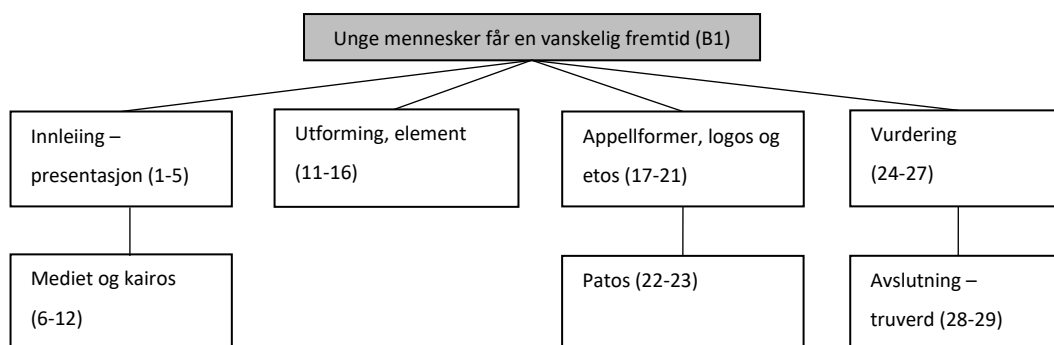 Unge mennesker får en vanskelig fremtid (B1)
Innleiing –
presentasjon (1-5)
Utforming, element
(11-16)
Appellformer, logos og
etos (17-21)
Vurdering
(24-27)
Mediet og kairos
(6-12)
Patos (22-23)
Avslutning –
truverd (28-29)